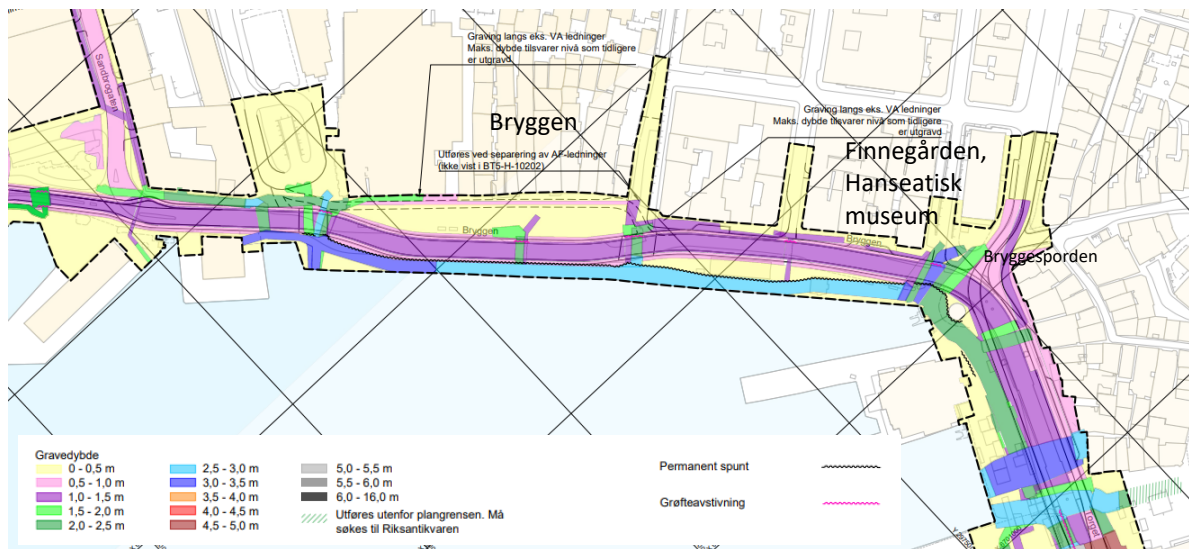 Graving langs eks. VA ledninger
Maks. dybde tilsvarer nivå som tidligere
er utgravd
Sandbrogaten
Bryggen
Graving langs eks. VA ledninger
Maks. dybde tilsvarer nivå som tidligere
er utgravd
Utføres ved separering av AF-ledninger
(ikke vist i BT5-H-10202)
Finnegården,
Hanseatisk
museum
Bryggen
Bryggen
Bryggesporden
Torget
Gravedybde
0 - 0,5 m
0,5 - 1,0 m
1,0 - 1,5 m
1,5 - 2,0 m
2,0 - 2,5 m
2,5 - 3,0 m
3,0 - 3,5 m
3,5 - 4,0 m
4,0 - 4,5 m
4,5 - 5,0 m
5,0 - 5,5 m
5,5 - 6,0 m
6,0 - 16,0 m
Utføres utenfor plangrensen. Må
søkes til Riksantikvaren
Permanent spunt
Grøfteavstivning